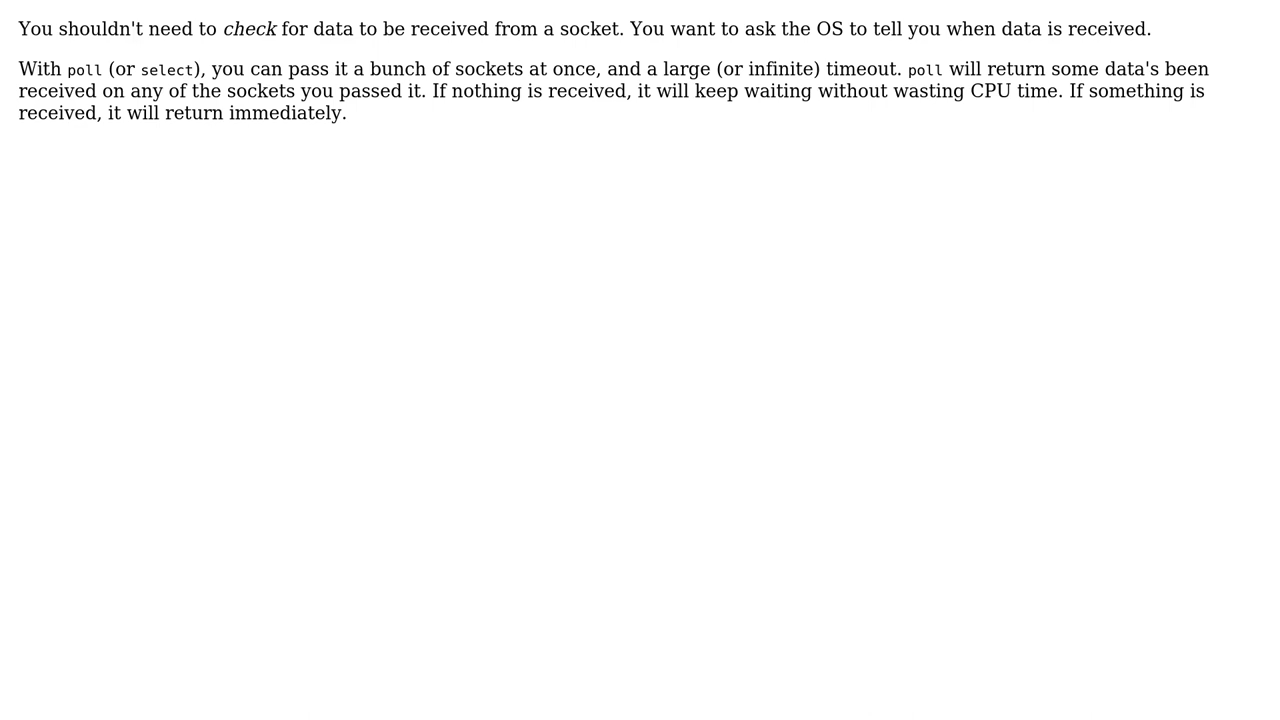 You shouldn't need to check for data to be received from a socket. You want to ask the OS to tell you when data is received.
With poll (or select), you can pass it a bunch of sockets at once, and a large (or infinite) timeout. poll will return some data's been
received on any of the sockets you passed it. If nothing is received, it will keep waiting without wasting CPU time. If something is
received, it will return immediately.